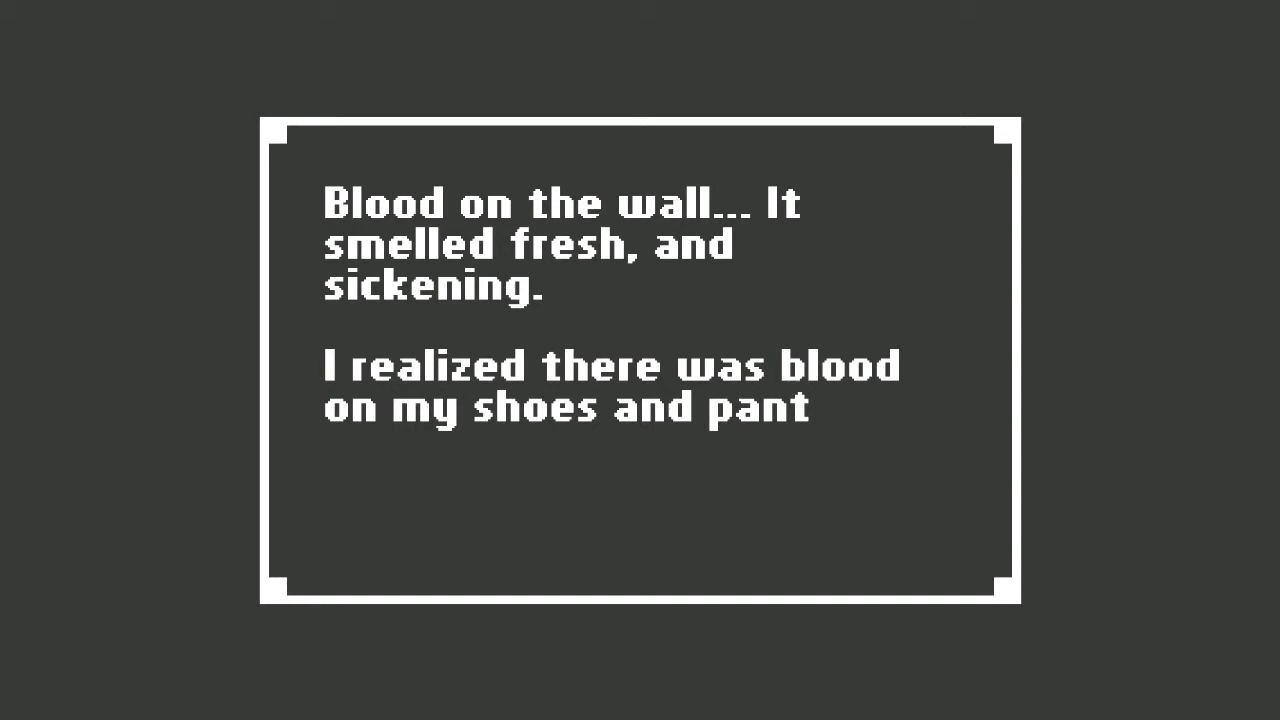 Blood on the wall... It
smelled fresh, and
sickening.
I realized there was blood
on my shoes and pant